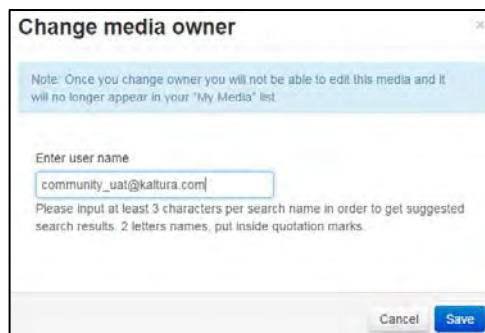 Change media owner ×
Note: Once you change owner you will not be able to edit this media and it
will no longer appear in your "My Media" list.
Enter user name
community_uat@kaltura.com
Please input at least 3 characters per search name in order to get suggested
search results. 2 letters names, put inside quotation marks.
Cancel Save